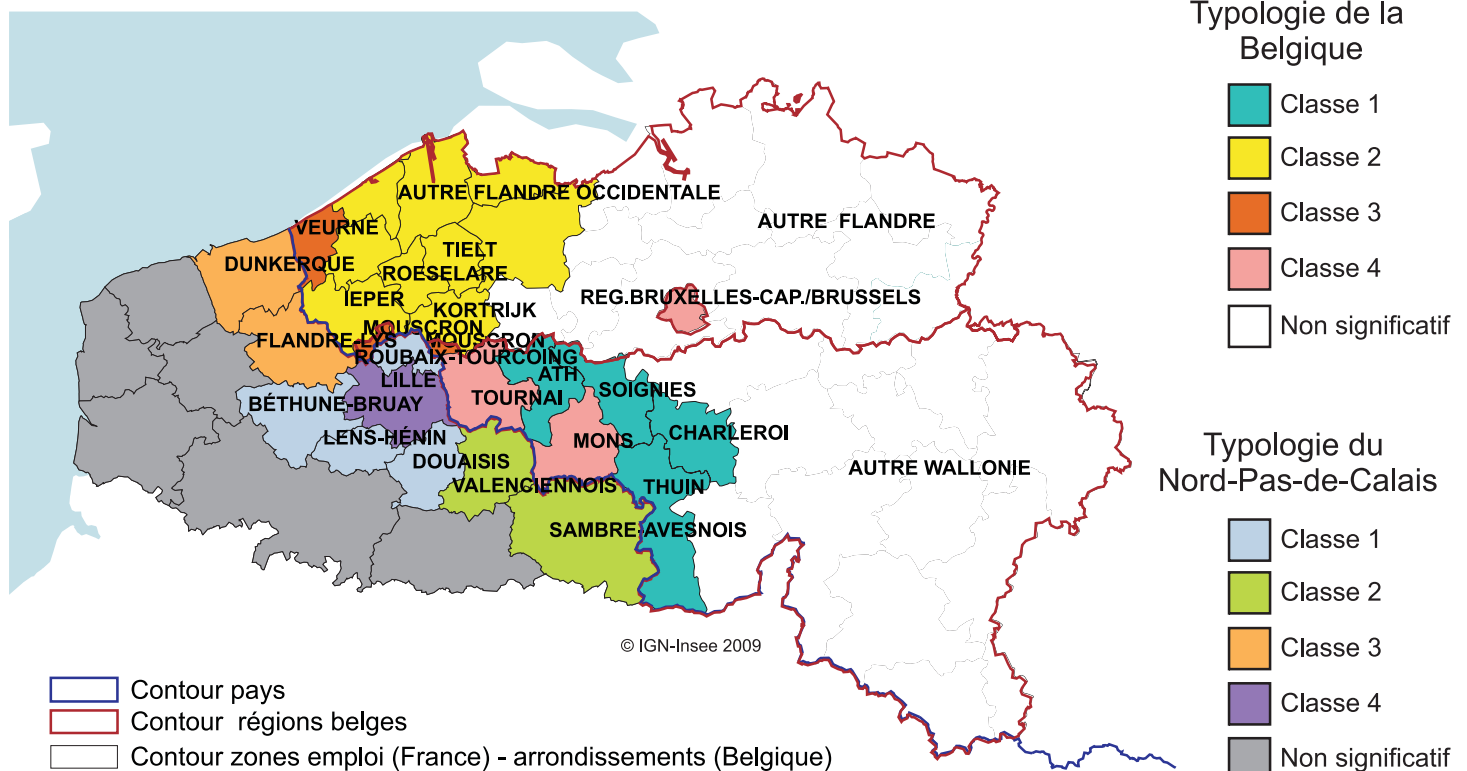 Typologie de la
Belgique
Classe 1
Classe 2
Classe 3
Classe 4
Non significatif
AUTRE FLANDRE OCCIDENTALE
AUTRE FLANDRE
VEURNE
TIELT
DUNKERQUE
ROESELARE
IEPER
REG.BRUXELLES-CAP./BRUSSELS
KORTRIJK
MOUSCRON
FLANDRE-LYS
MOUSCRON
ROUBAIX-TOURCOING
ATH
LILLE
SOIGNIES
TOURNAI
BÉTHUNE-BRUAY
LENS-HÉNIN
MONS
CHARLEROI
DOUAISIS
AUTRE WALLONIE
VALENCIENNOIS
THUIN
SAMBRE-AVESNOIS
Typologie du
Nord-Pas-de-Calais
Classe 1
Classe 2
Classe 3
Classe 4
Non significatif
© IGN-Insee 2009
Contour pays
Contour régions belges
Contour zones emploi (France) - arrondissements (Belgique)